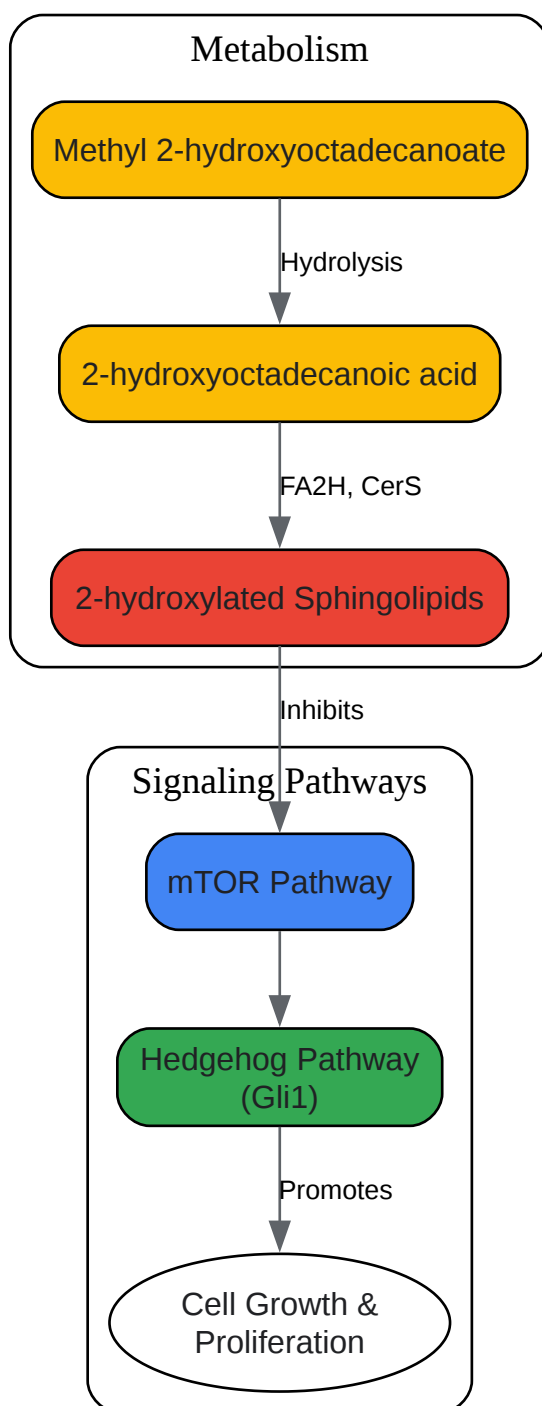 Metabolism
Methyl 2-hydroxyoctadecanoate
Hydrolysis
2-hydroxyoctadecanoic acid
FA2H, CerS
2-hydroxylated Sphingolipids
Inhibits
Signaling Pathways
mTOR Pathway
Hedgehog Pathway
(Gli1)
Promotes
Cell Growth &
Proliferation